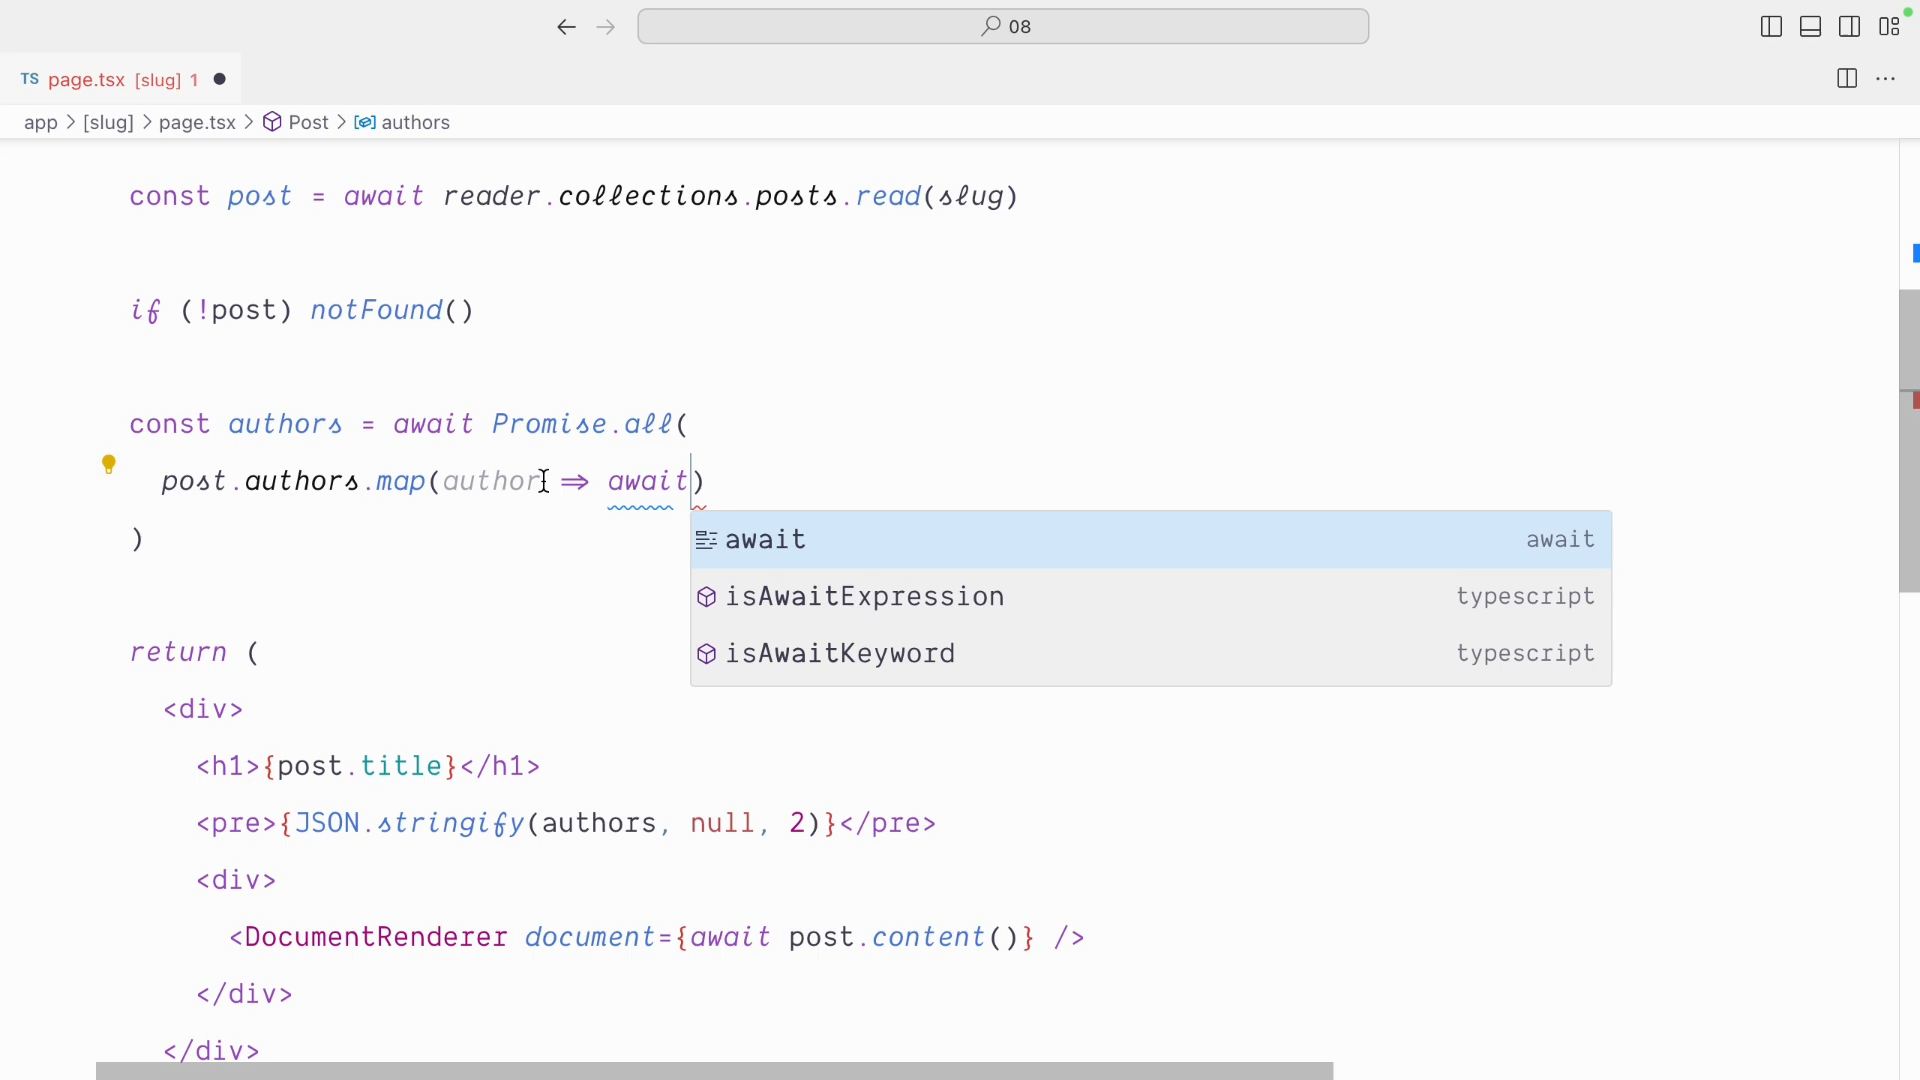 08
TS page.tsx [slug] 1
app > [slug] > page.tsx > Post > authors
const post = await reader.collections.posts.read(slug)
if (!post) notFound()
const authors = await Promise.all(
post.authors.map(author => await)
)
await await
isAwaitExpression typescript
isAwaitKeyword typescript
return (
<div>
<h1>{post.title}</h1>
<pre>{JSON.stringify(authors, null, 2)}</pre>
<div>
<DocumentRenderer document={await post.content()} />
</div>
</div>